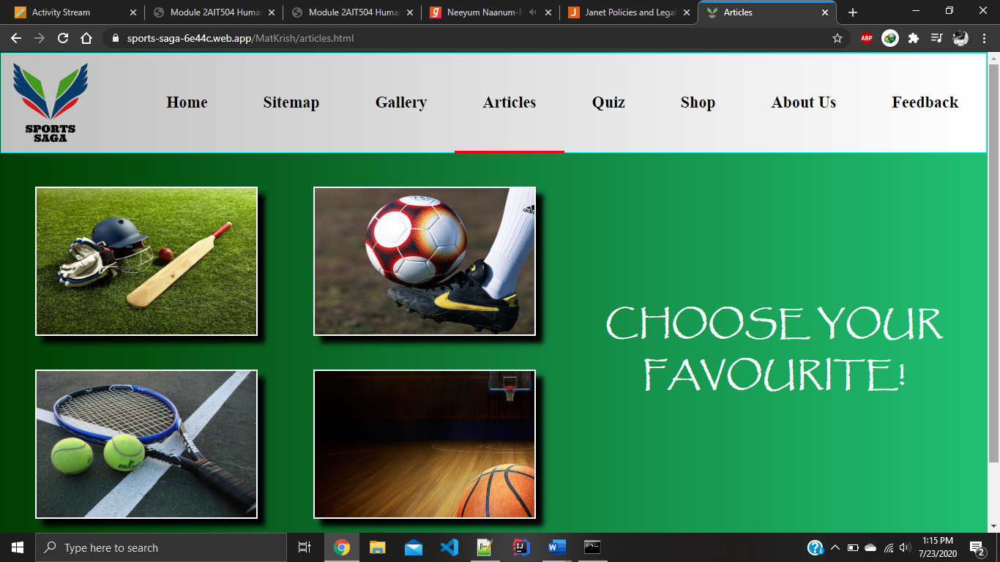 Activity Stream
Module 2AIT504 Huma
Module 2AIT504 Huma
Neeyum Naanum-
Janet Policies and Legal
Articles
sports-saga-6e44c.web.app/MatKrish/articles.html
ABP
SPORTS
SAGA
Home
Sitemap
Gallery
Articles
Quiz
Shop
About Us
Feedback
adidas
CHOOSE YOUR
FAVOURITE!
Type here to search
1:15 PM
7/23/2020
2